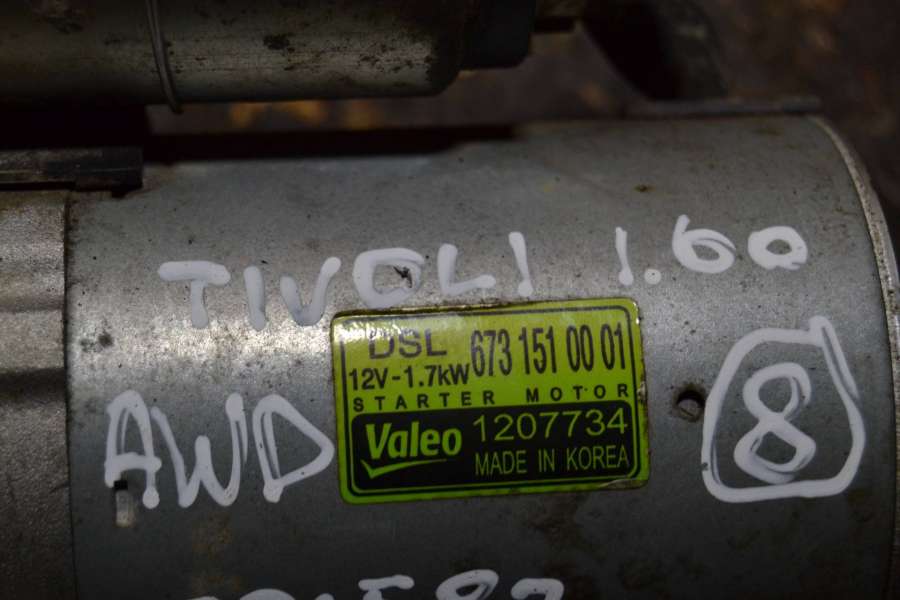 TIVOLI 1.6D
DSL 673 151 00 01
12V-1.7kW
STARTER MOTOR
Valeo 1207734
MADE IN KOREA
AWD
8